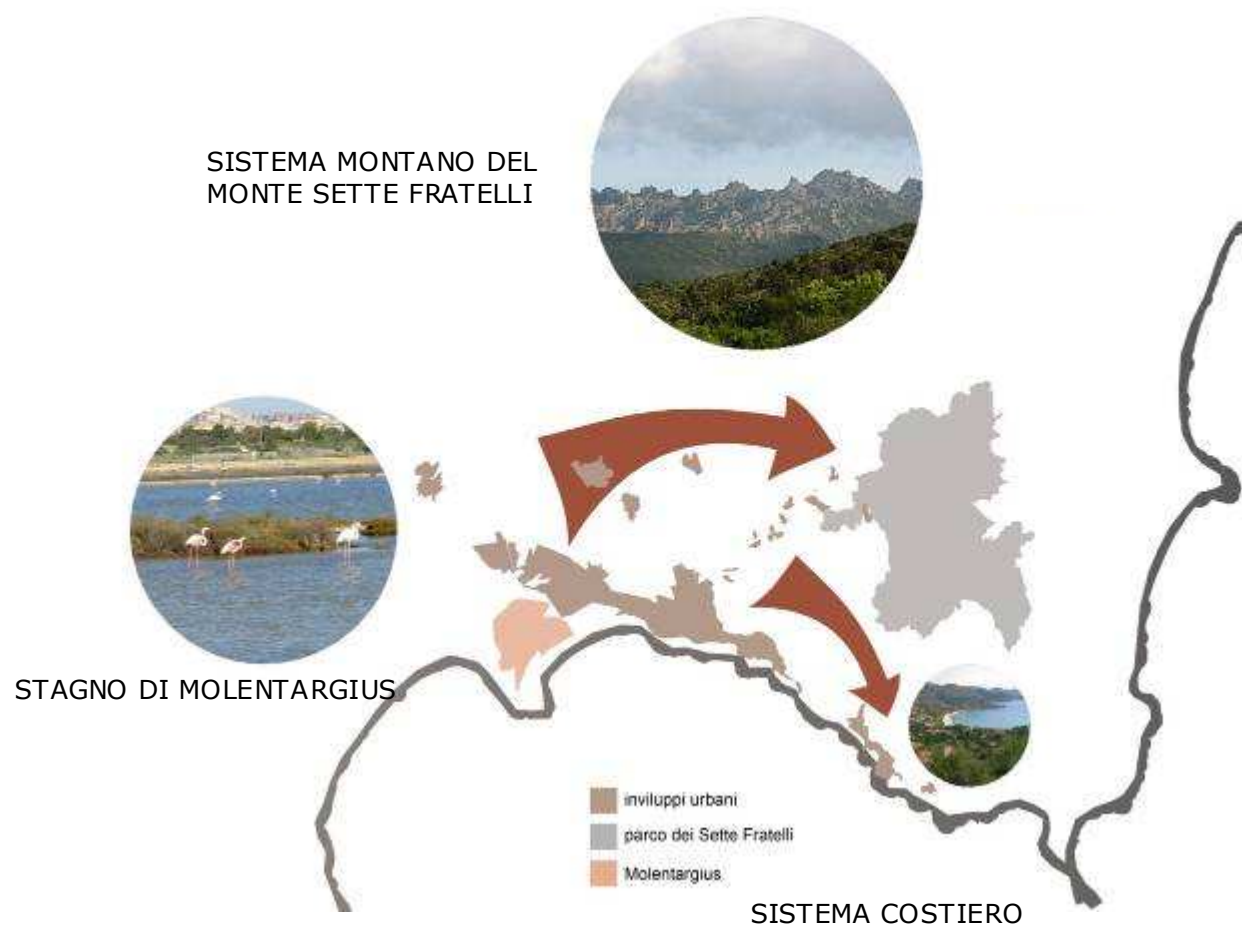 SISTEMA MONTANO DEL
MONTE SETTE FRATELLI
STAGNO DI MOLENTARGIUS
inviluppi urbani
parco dei Sette Fratelli
Molentargius
SISTEMA COSTIERO